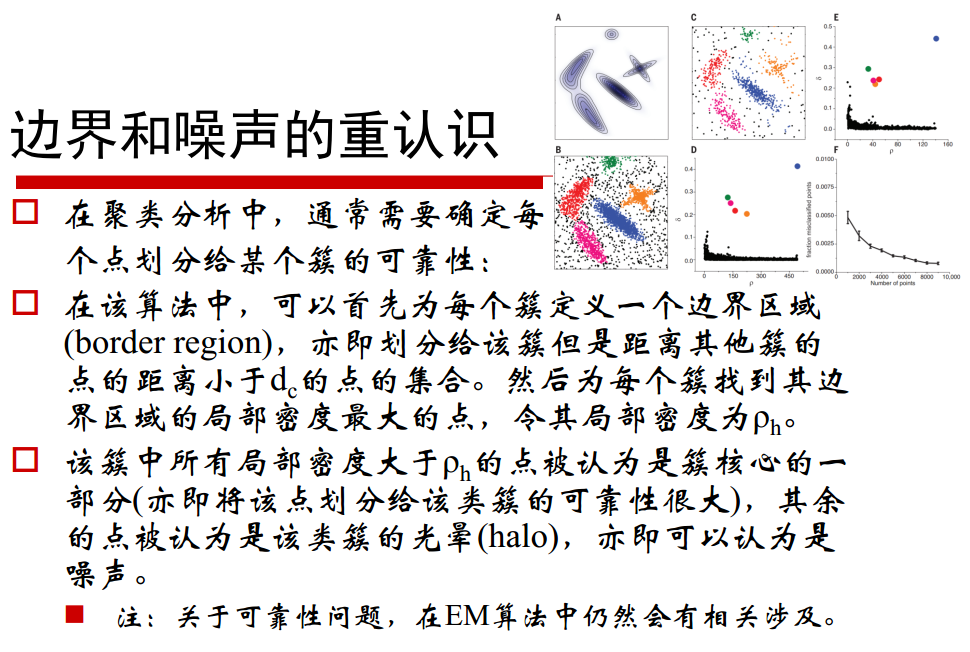 边界和噪声的重认识
在聚类分析中，通常需要确定每
个点划分给某个簇的可靠性：
在该算法中，可以首先为每个簇定义一个边界区域
(border region)，亦即划分给该簇但是距离其他簇的
点的距离小于dc的点的集合。然后为每个簇找到其边
界区域的局部密度最大的点，令其局部密度为ρh。
该簇中所有局部密度大于ρh的点被认为是簇核心的一
部分(亦即将该点划分给该类簇的可靠性很大)，其余
的点被认为是该类簇的光晕(halo)，亦即可以认为是
噪声。
注：关于可靠性问题，在EM算法中仍然会有相关涉及。
A
B
C
D
δ
0.4
0.3
0.2
0.1
0.0
0 150 300 450
ρ
E
δ
0.5
0.4
0.3
0.2
0.1
0.0
0 40 80 120 160
ρ
F
fraction misclassified points
0.0100
0.0075
0.0050
0.0025
0.0000
0 2000 4000 6000 8000 10,000
Number of points